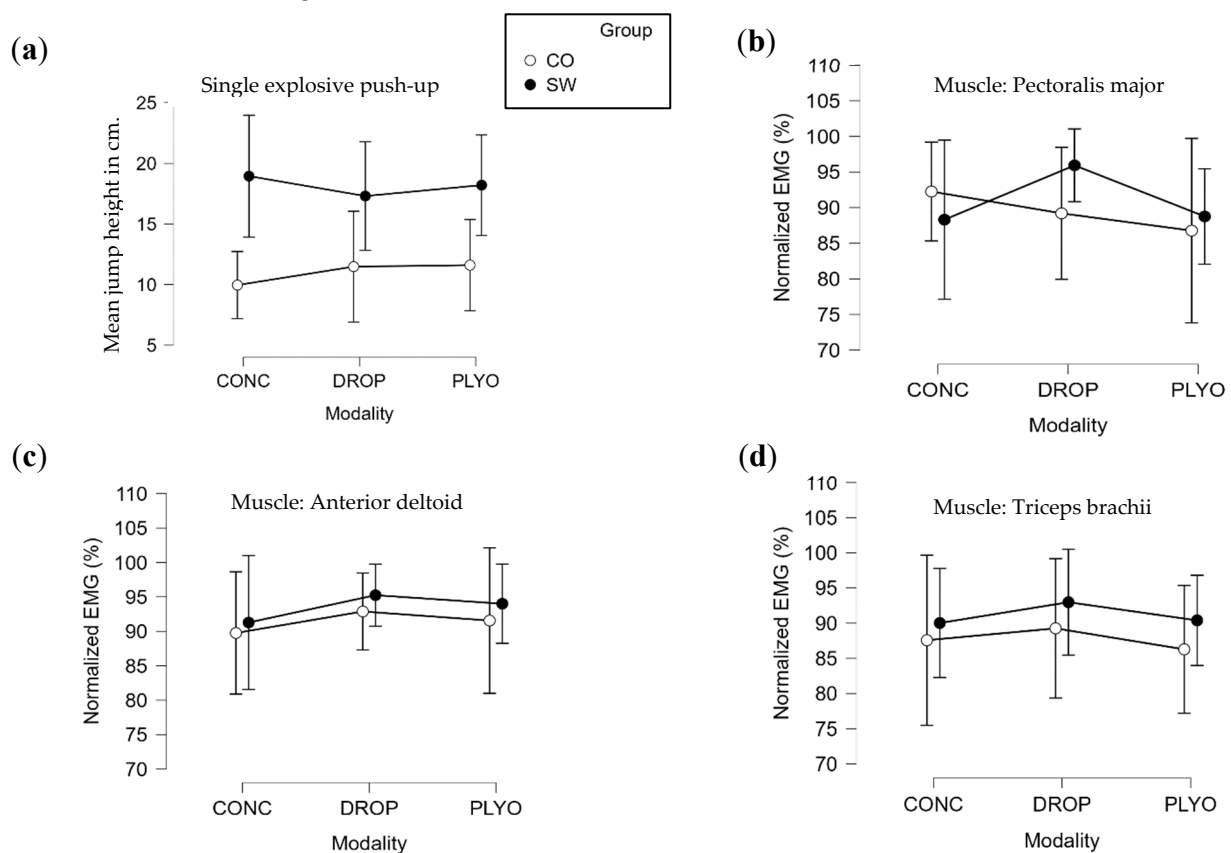 Group
CO
SW
(a)
Single explosive push-up
Mean jump height in cm.
25
20
15
10
5
CONC DROP PLYO
Modality
(b)
Muscle: Pectoralis major
Normalized EMG (%)
110
105
100
95
90
85
80
75
70
CONC DROP PLYO
Modality
(c)
Muscle: Anterior deltoid
Normalized EMG (%)
110
105
100
95
90
85
80
75
70
CONC DROP PLYO
Modality
(d)
Muscle: Triceps brachii
Normalized EMG (%)
110
105
100
95
90
85
80
75
70
CONC DROP PLYO
Modality